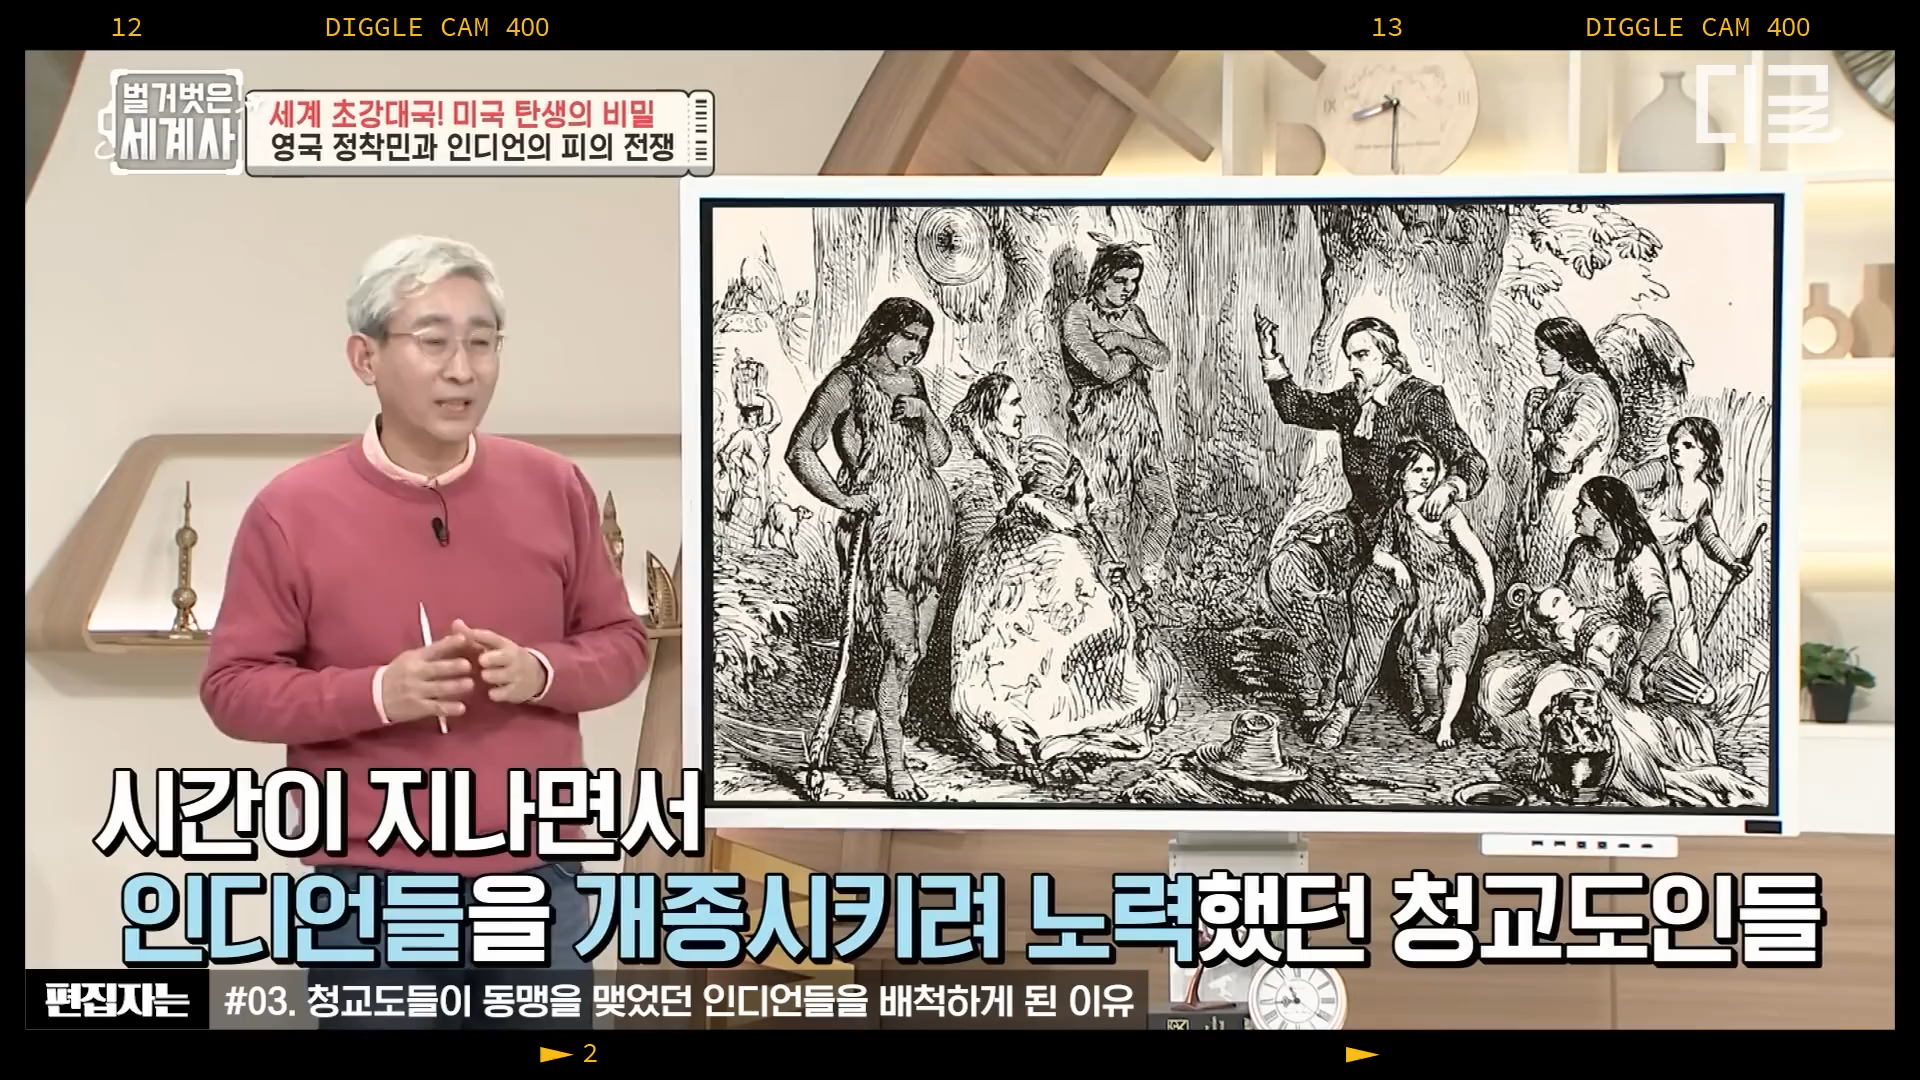 12
DIGGLE CAM 400
13
DIGGLE CAM 400
벌거벗은
세계사
세계 초강대국! 미국 탄생의 비밀
영국 정착민과 인디언의 피의 전쟁
디글
시간이 지나면서
인디언들을 개종시키려 노력했던 청교도인들
편집자는
#03. 청교도들이 동맹을 맺었던 인디언들을 배척하게 된 이유
2